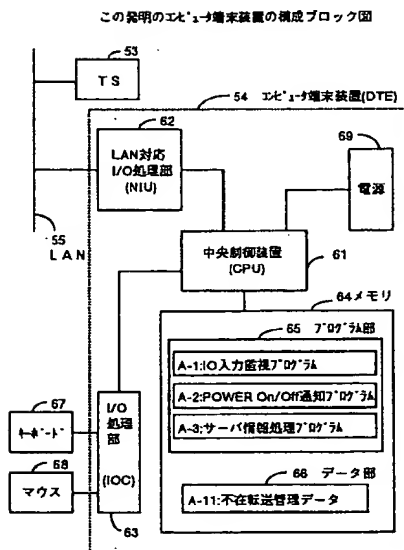 この発明のｺﾝﾋﾟｭｰﾀ端末装置の構成ブロック図
53
TS
54 ｺﾝﾋﾟｭｰﾀ端末装置(DTE)
62
LAN対応
I/O処理部
(NIU)
69
電源
55
LAN
中央制御装置
(CPU)
61
64メモリ
65 ﾌﾟﾛｸﾞﾗﾑ部
A-1:IO入力監視ﾌﾟﾛｸﾞﾗﾑ
A-2:POWER On/Off通知ﾌﾟﾛｸﾞﾗﾑ
A-3:サーバ情報処理ﾌﾟﾛｸﾞﾗﾑ
67
ｷｰﾎﾞｰﾄﾞ
I/O
処理
部
(IOC)
68
マウス
63
66 データ部
A-11:不在転送管理データ